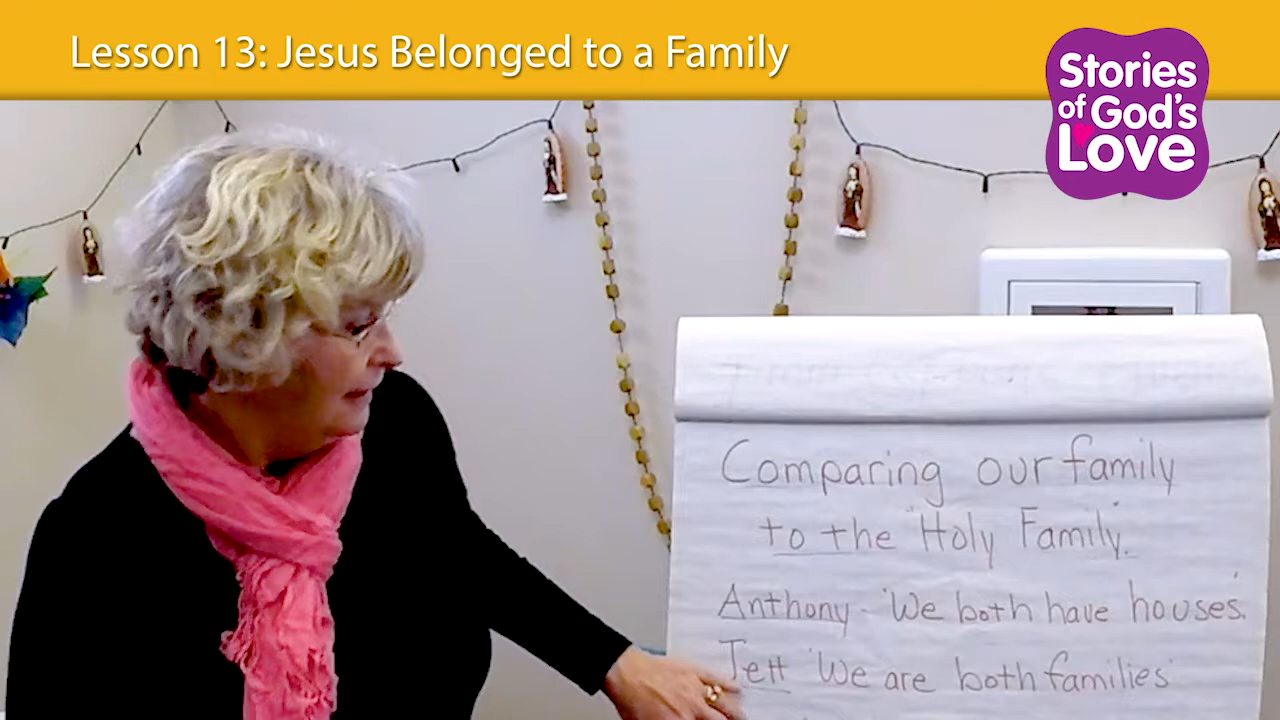 Lesson 13: Jesus Belonged to a Family
Stories
of God's
Love
Comparing our family
to the "Holy Family."
Anthony - "We both have houses."
Jett "We are both families"